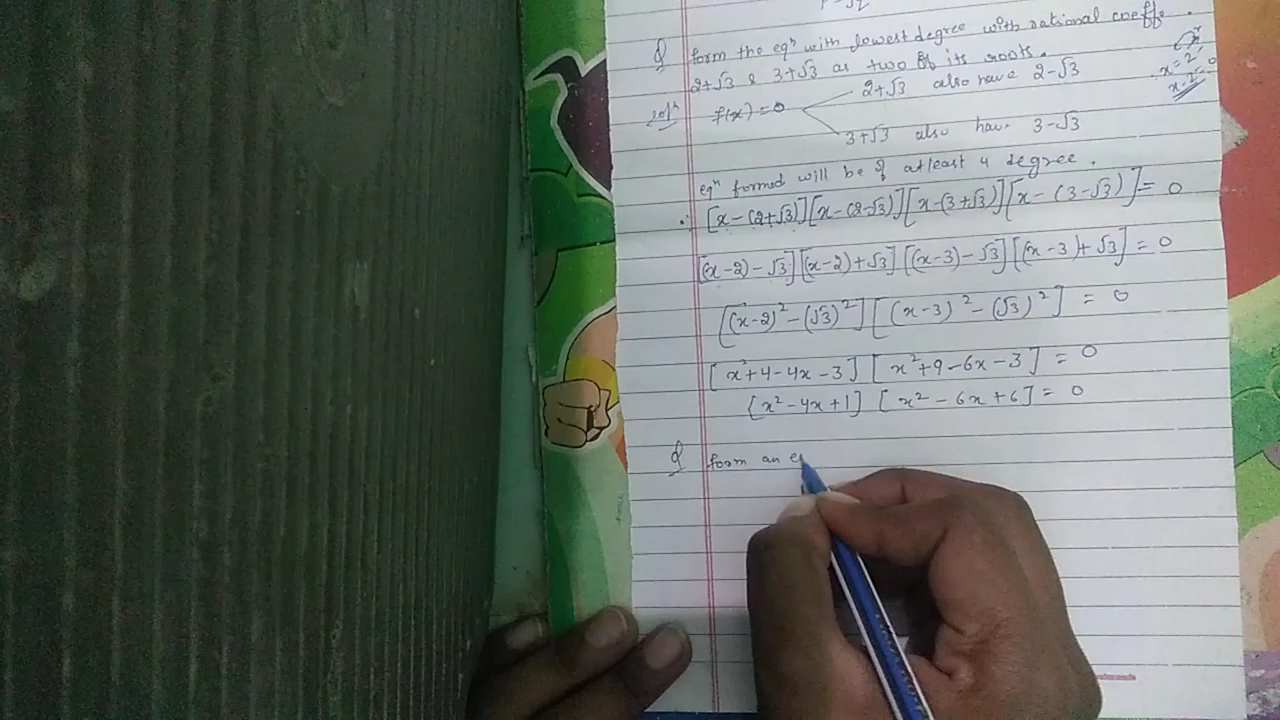 Q form the eqn with lowest degree with rational coeffe.
2+√3 & 3+√3 as two of its roots.
x=2
x-2=0
Soln f(x)=0 2+√3 also have 2-√3
3+√3 also have 3-√3
eqn formed will be of atleast 4 degree.
∴ [x-(2+√3)][x-(2-√3)][x-(3+√3)][x-(3-√3)]=0
[(x-2)-√3][(x-2)+√3][(x-3)-√3][(x-3)+√3]=0
[(x-2)²-(√3)²][(x-3)²-(√3)²] = 0
[x²+4-4x-3][x²+9-6x-3] = 0
[x²-4x+1][x²-6x+6] = 0
Q form an e